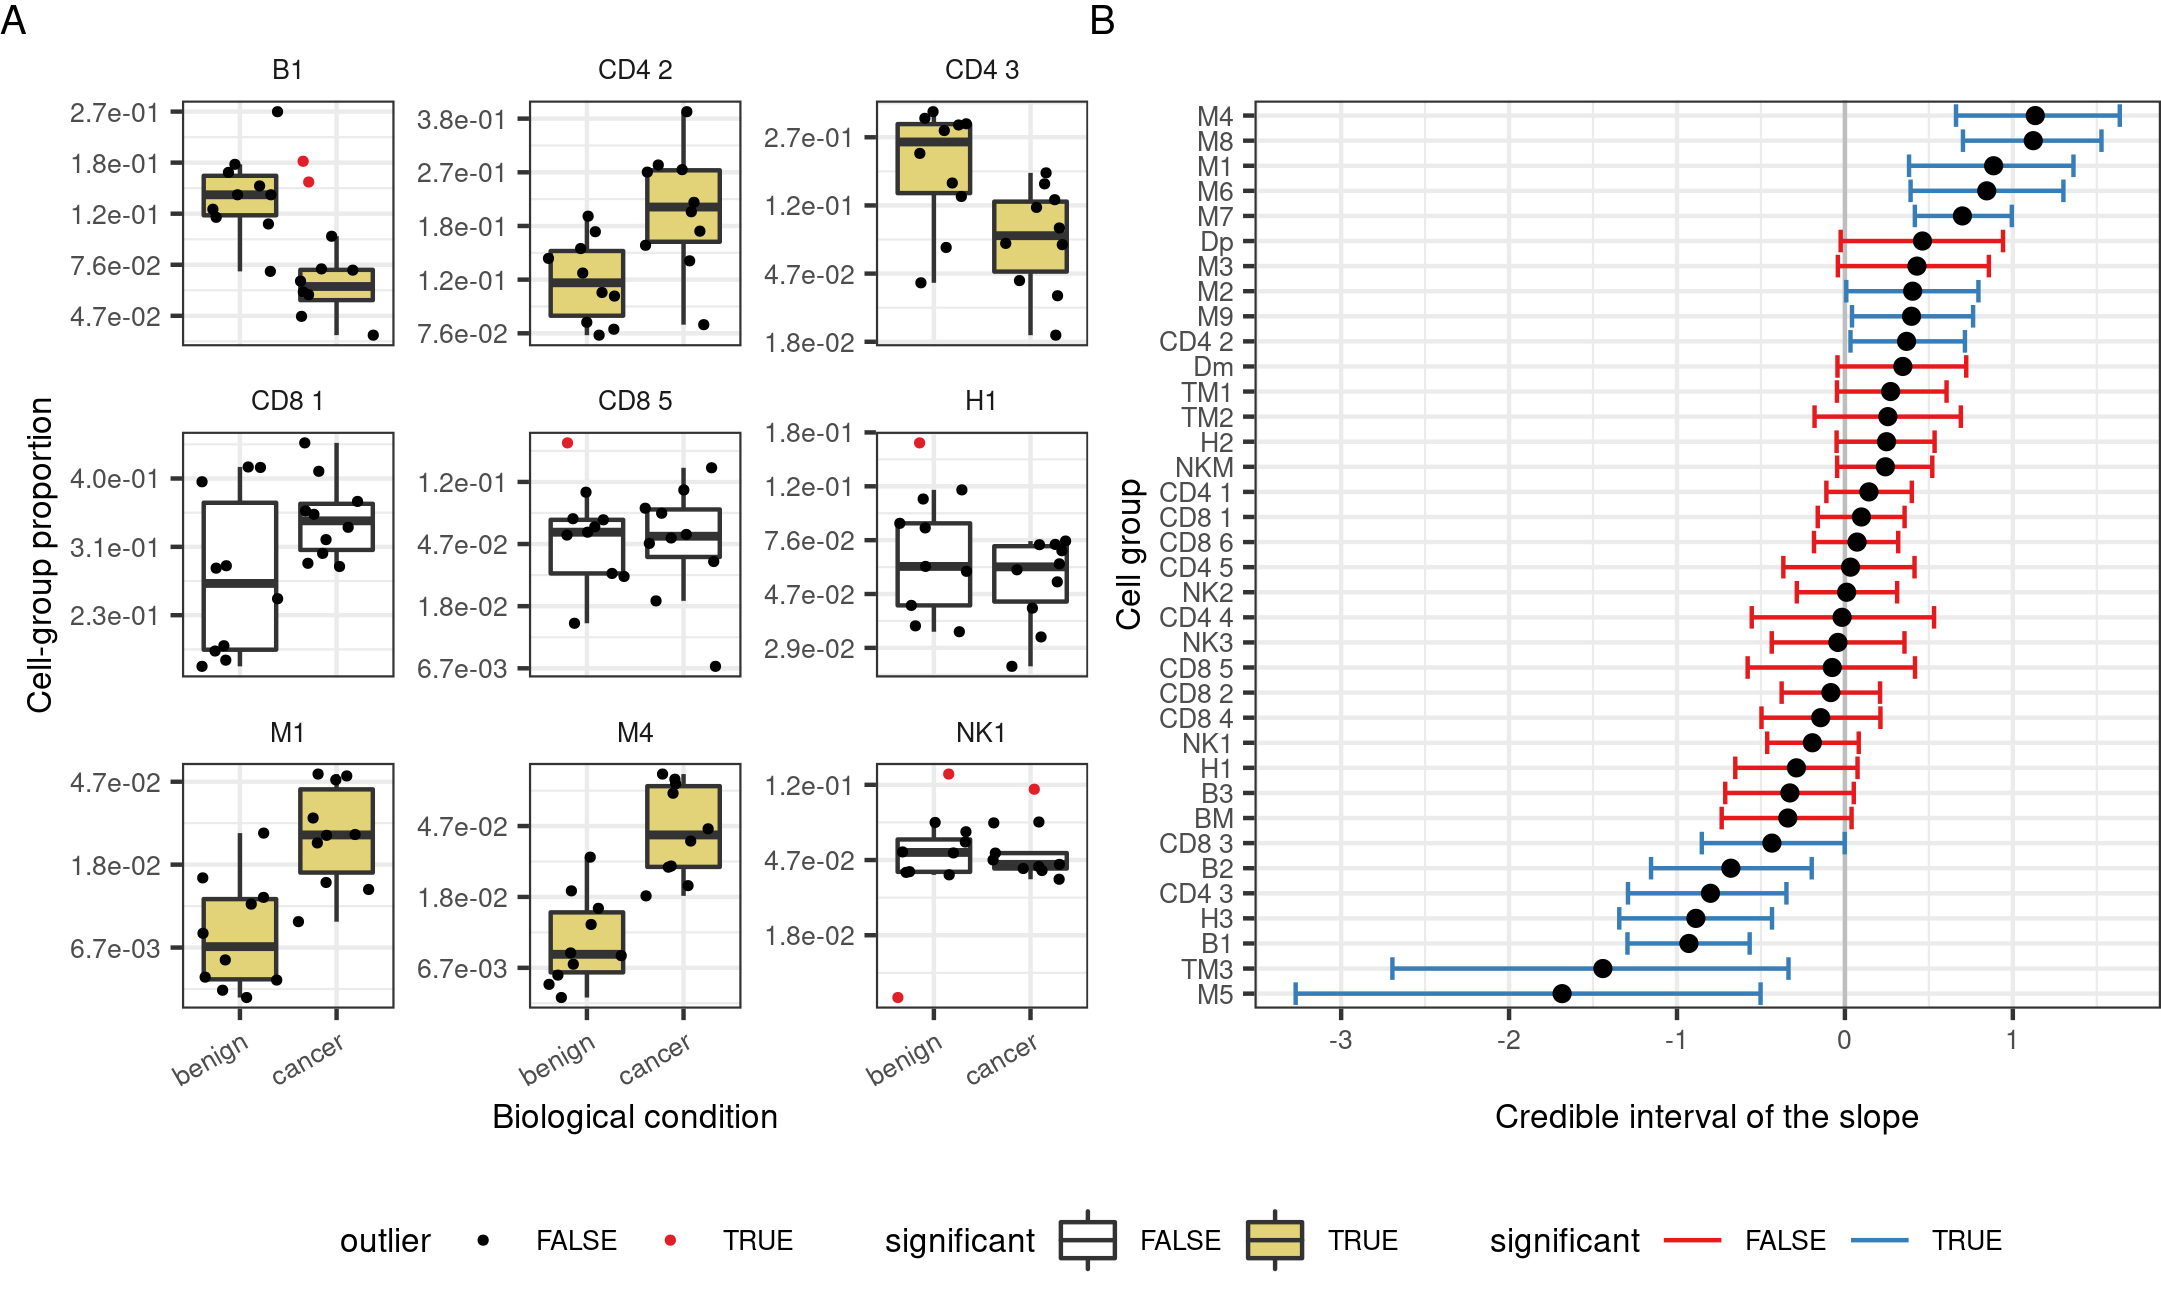 A
B
B1
CD4 2
CD4 3
2.7e-01
1.8e-01
1.2e-01
7.6e-02
4.7e-02
3.8e-01
2.7e-01
1.8e-01
1.2e-01
7.6e-02
2.7e-01
1.2e-01
4.7e-02
1.8e-02
CD8 1
CD8 5
H1
4.0e-01
3.1e-01
2.3e-01
1.2e-01
4.7e-02
1.8e-02
6.7e-03
1.8e-01
1.2e-01
7.6e-02
4.7e-02
2.9e-02
M1
M4
NK1
4.7e-02
1.8e-02
6.7e-03
4.7e-02
1.8e-02
6.7e-03
1.2e-01
4.7e-02
1.8e-02
benign
cancer
benign
cancer
benign
cancer
Cell-group proportion
Biological condition
Cell group
M4
M8
M1
M6
M7
Dp
M3
M2
M9
CD4 2
Dm
TM1
TM2
H2
NKM
CD4 1
CD8 1
CD8 6
CD4 5
NK2
CD4 4
NK3
CD8 5
CD8 2
CD8 4
NK1
H1
B3
BM
CD8 3
B2
CD4 3
H3
B1
TM3
M5
-3
-2
-1
0
1
Credible interval of the slope
outlier FALSE TRUE
significant FALSE TRUE
significant FALSE TRUE